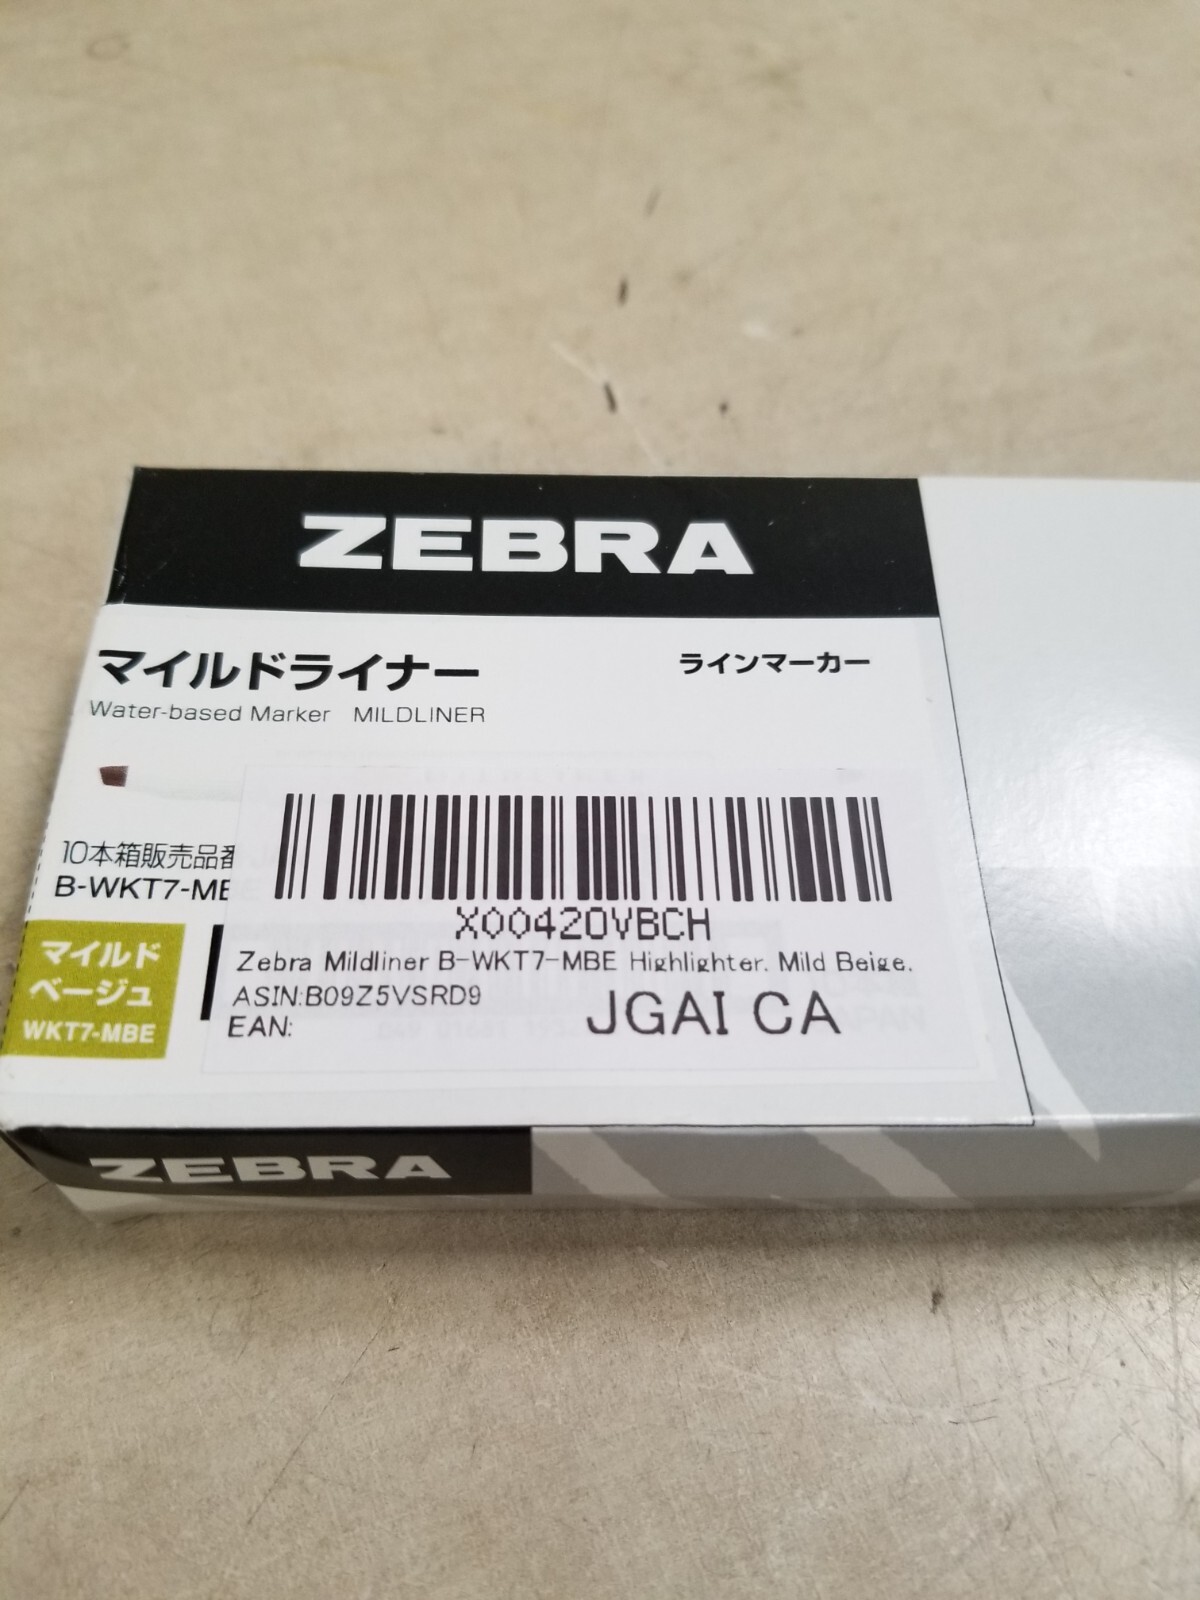 ZEBRA
マイルドライナー
ラインマーカー
Water-based Marker MILDLINER
10本箱販売品番
B-WKT7-MBE
マイルド
ベージュ
WKT7-MBE
X00420VBCH
Zebra Mildliner B-WKT7-MBE Highlighter. Mild Beige.
ASIN:B09Z5VSRD9
EAN:
JGAI CA
ZEBRA